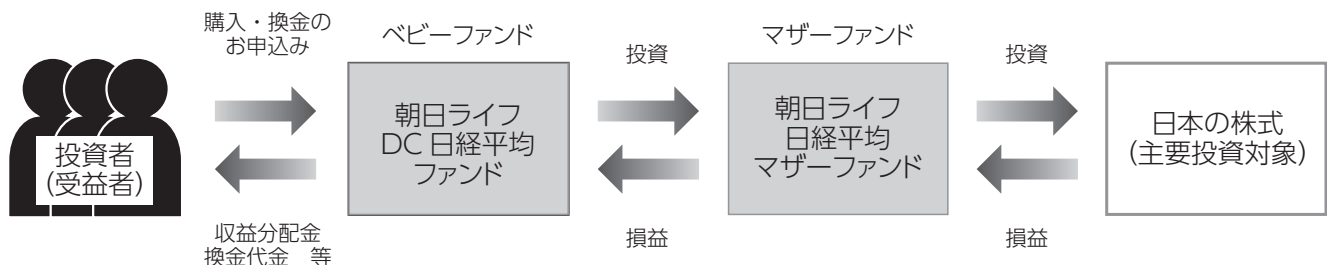 購入・換金の
お申込み
ベビーファンド
投資
マザーファンド
投資
投資者
(受益者)
朝日ライフ
DC 日経平均
ファンド
朝日ライフ
日経平均
マザーファンド
日本の株式
(主要投資対象)
収益分配金
換金代金　等
損益
損益